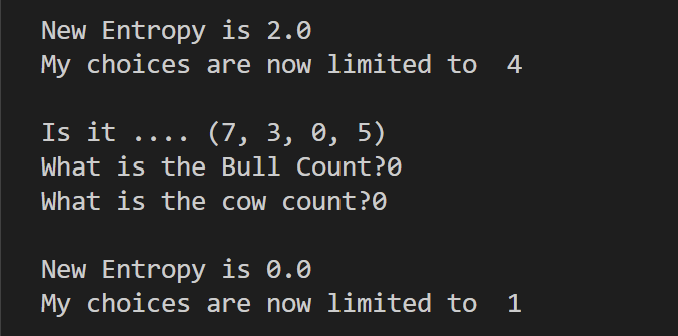 New Entropy is 2.0
My choices are now limited to  4
Is it .... (7, 3, 0, 5)
What is the Bull Count?0
What is the cow count?0
New Entropy is 0.0
My choices are now limited to  1